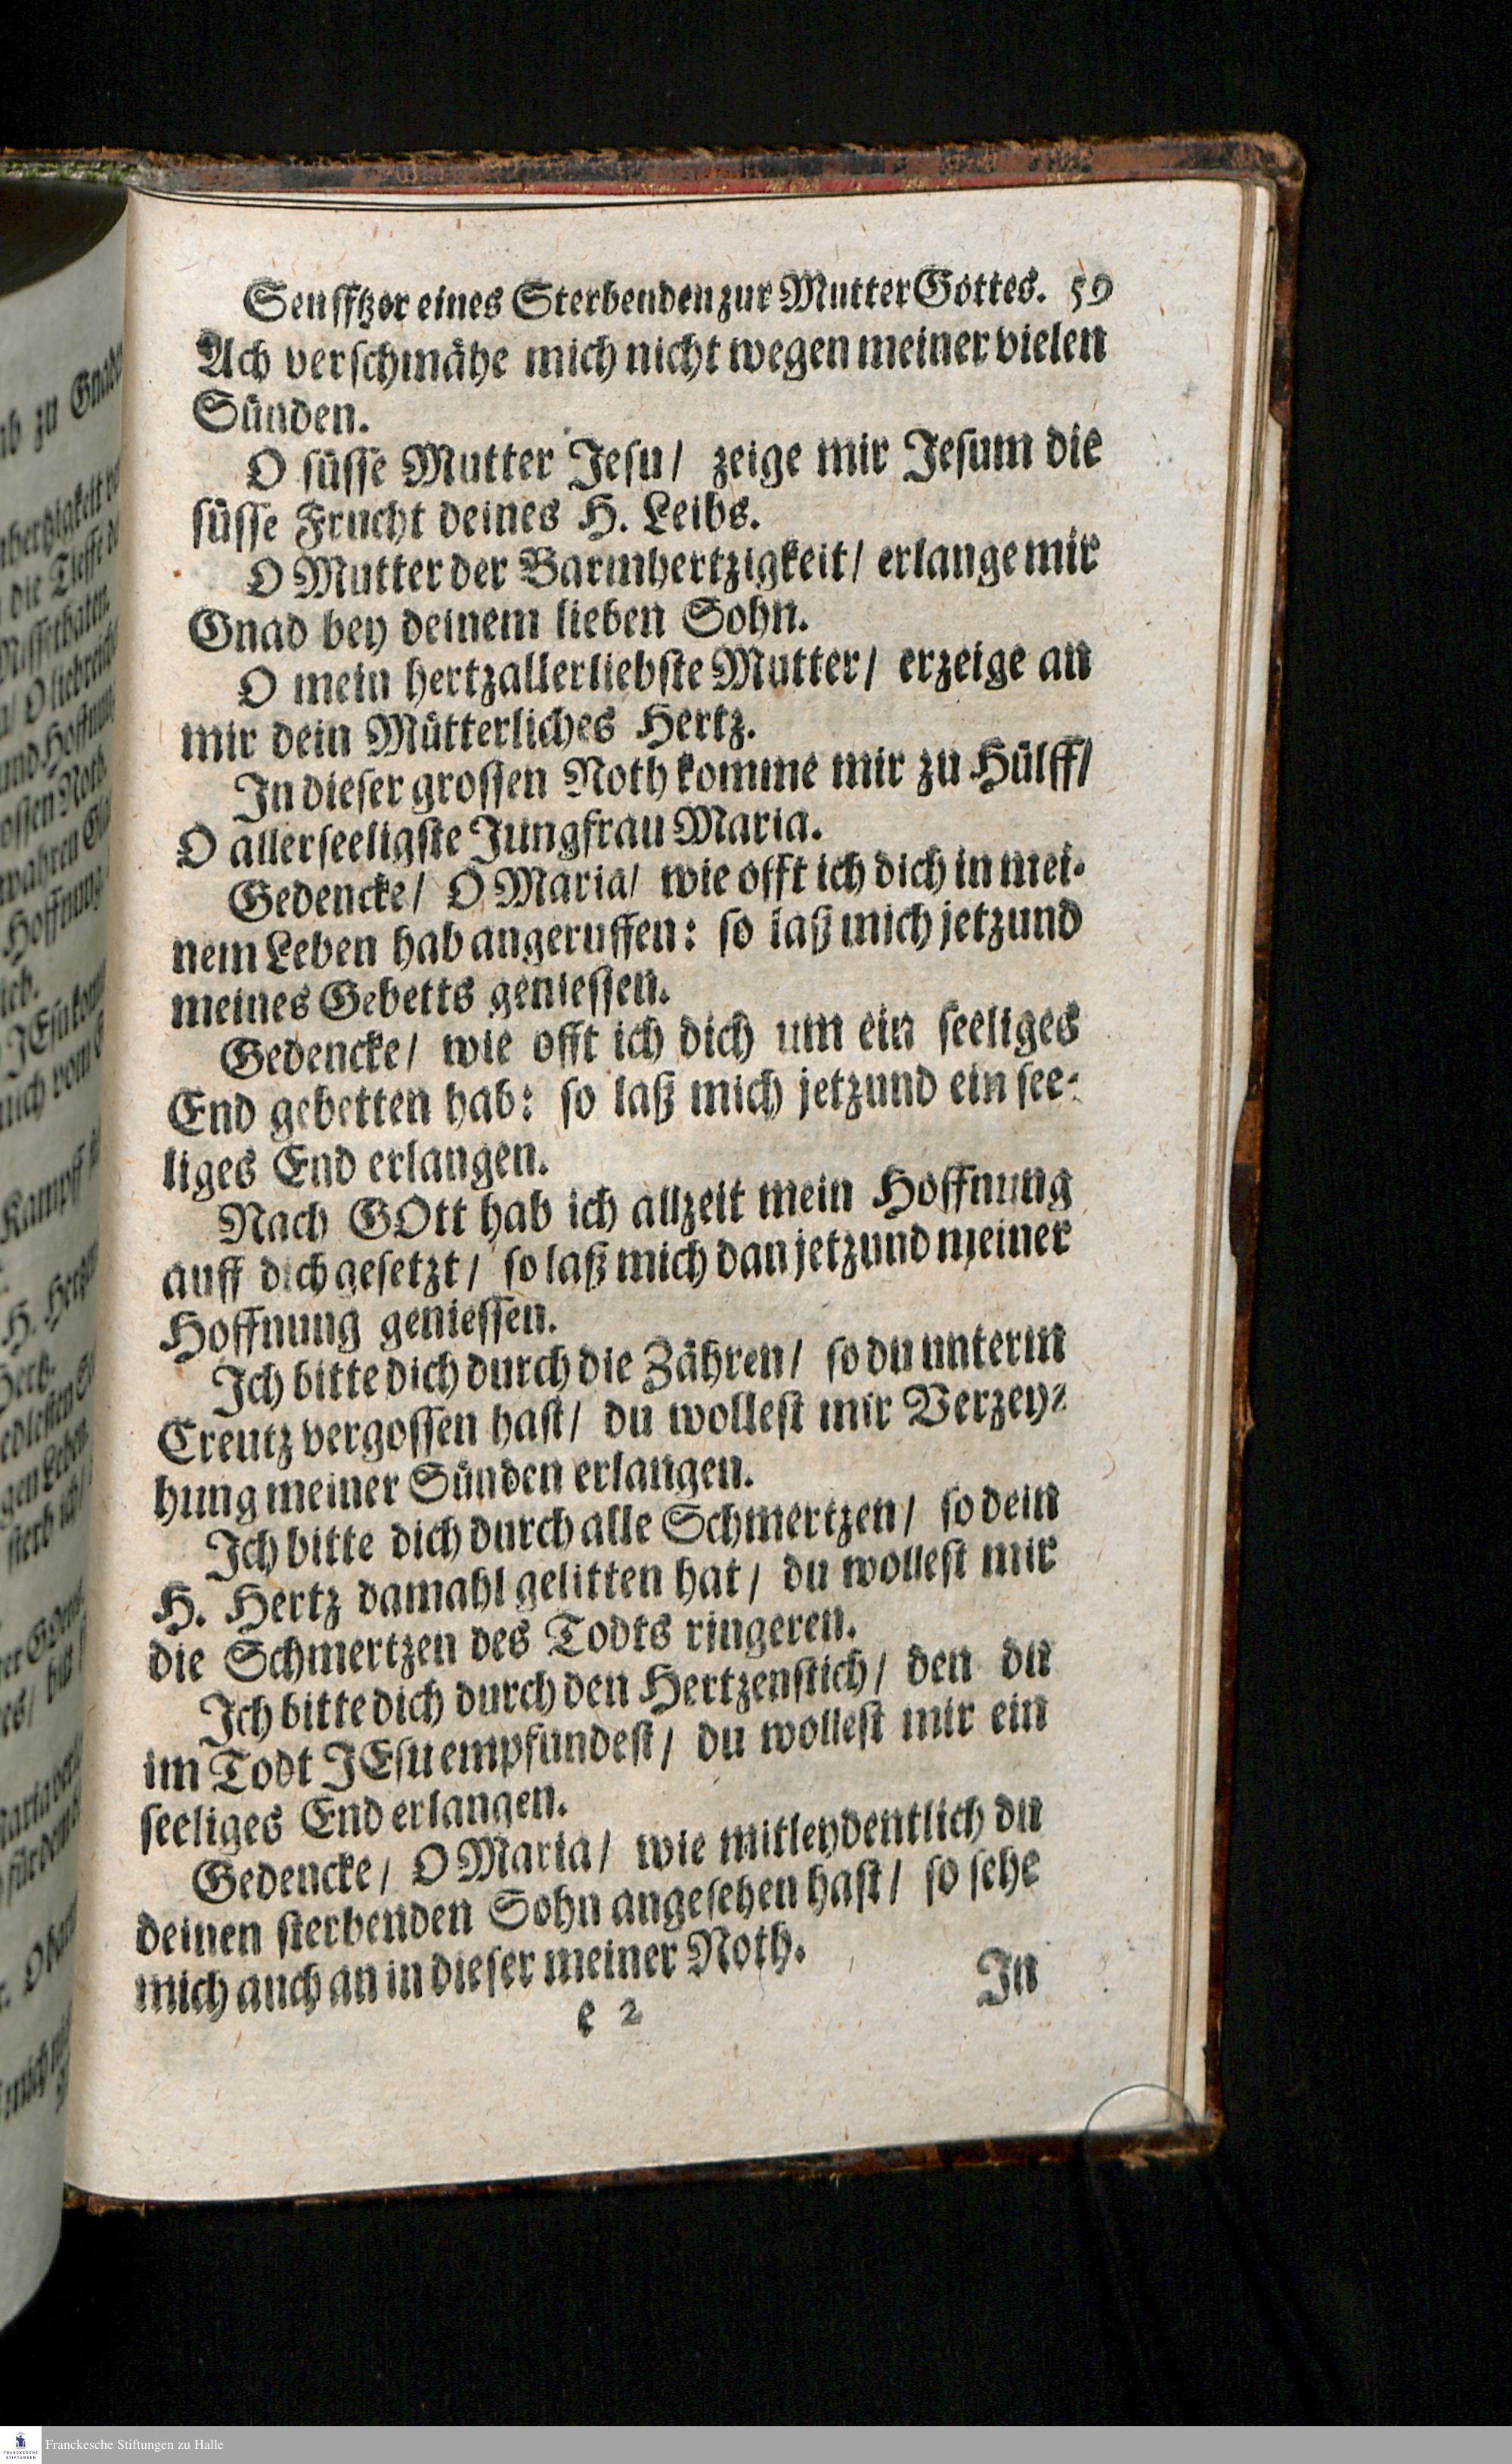 Seufftzer eines Sterbenden zur Mutter Gottes. 59
Ach verschmähe mich nicht wegen meiner vielen
Sünden.
O süsse Mutter Jesu/ zeige mir Jesum die
süsse Frucht deines H. Leibs.
O Mutter der Barmhertzigkeit/ erlange mir
Gnad bey deinem lieben Sohn.
O mein hertzallerliebste Mutter/ erzeige an
mir dein Mütterliches Hertz.
In dieser grossen Noth komme mir zu Hülff/
O allerseeligste Jungfrau Maria.
Gedencke/ O Maria/ wie offt ich dich in mei-
nem Leben hab angeruffen: so laß mich jetzund
meines Gebetts geniessen.
Gedencke/ wie offt ich dich um ein seeliges
End gebetten hab: so laß mich jetzund ein see-
liges End erlangen.
Nach GOtt hab ich allzeit mein Hoffnung
auff dich gesetzt/ so laß mich dan jetzund meiner
Hoffnung geniessen.
Ich bitte dich durch die Zähren/ so du unterm
Creutz vergossen hast/ du wollest mir Verzey-
hung meiner Sünden erlangen.
Ich bitte dich durch alle Schmertzen/ so dein
H. Hertz damahl gelitten hat/ du wollest mir
die Schmertzen des Todts ringeren.
Ich bitte dich durch den Hertzenstich/ den du
im Todt JEsu empfundest/ du wollest mir ein
seeliges End erlangen.
Gedencke/ O Maria/ wie mitleydentlich du
deinen sterbenden Sohn angesehen hast/ so sehe
mich auch an in dieser meiner Noth.
e 2 In
Franckesche Stiftungen zu Halle